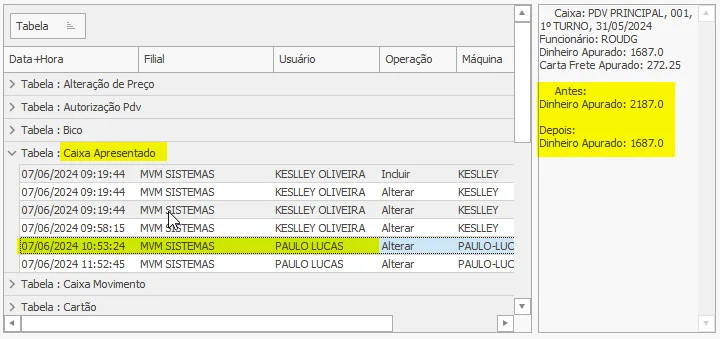 Tabela
Data+Hora Filial Usuário Operação Máquina
Tabela : Alteração de Preço
Tabela : Autorização Pdv
Tabela : Bico
Tabela : Caixa Apresentado
07/06/2024 09:19:44 MVM SISTEMAS KESLLEY OLIVEIRA Incluir KESLLEY
07/06/2024 09:19:44 MVM SISTEMAS KESLLEY OLIVEIRA Alterar KESLLEY
07/06/2024 09:19:44 MVM SISTEMAS KESLLEY OLIVEIRA Alterar KESLLEY
07/06/2024 09:58:15 MVM SISTEMAS KESLLEY OLIVEIRA Alterar KESLLEY
07/06/2024 10:53:24 MVM SISTEMAS PAULO LUCAS Alterar PAULO-LUC
07/06/2024 11:52:45 MVM SISTEMAS PAULO LUCAS Alterar PAULO-LUC
Tabela : Caixa Movimento
Tabela : Cartão
Caixa: PDV PRINCIPAL, 001,
1º TURNO, 31/05/2024
Funcionário: ROUDG
Dinheiro Apurado: 1687.0
Carta Frete Apurado: 272.25
Antes:
Dinheiro Apurado: 2187.0
Depois:
Dinheiro Apurado: 1687.0